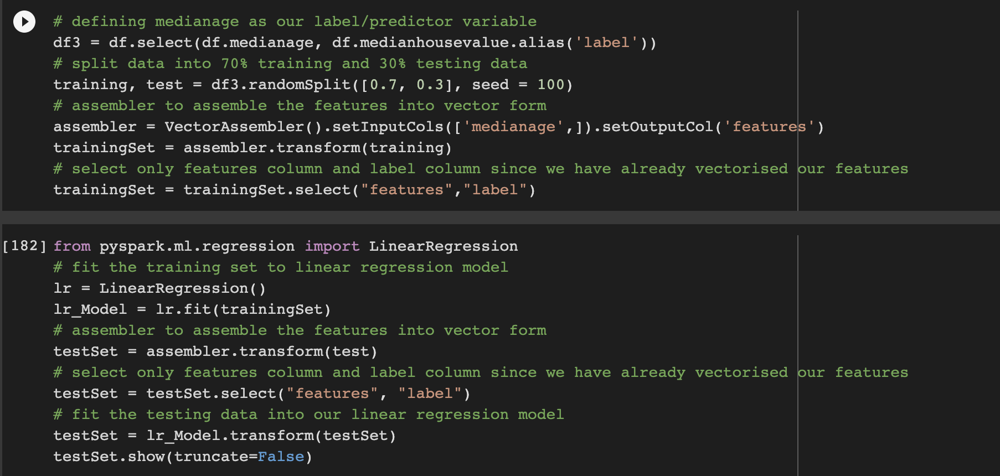 # defining medianage as our label/predictor variable
df3 = df.select(df.medianage, df.medianhousevalue.alias('label'))
# split data into 70% training and 30% testing data
training, test = df3.randomSplit([0.7, 0.3], seed = 100)
# assembler to assemble the features into vector form
assembler = VectorAssembler().setInputCols(['medianage',]).setOutputCol('features')
trainingSet = assembler.transform(training)
# select only features column and label column since we have already vectorised our features
trainingSet = trainingSet.select("features","label")
[182] from pyspark.ml.regression import LinearRegression
# fit the training set to linear regression model
lr = LinearRegression()
lr_Model = lr.fit(trainingSet)
# assembler to assemble the features into vector form
testSet = assembler.transform(test)
# select only features column and label column since we have already vectorised our features
testSet = testSet.select("features", "label")
# fit the testing data into our linear regression model
testSet = lr_Model.transform(testSet)
testSet.show(truncate=False)